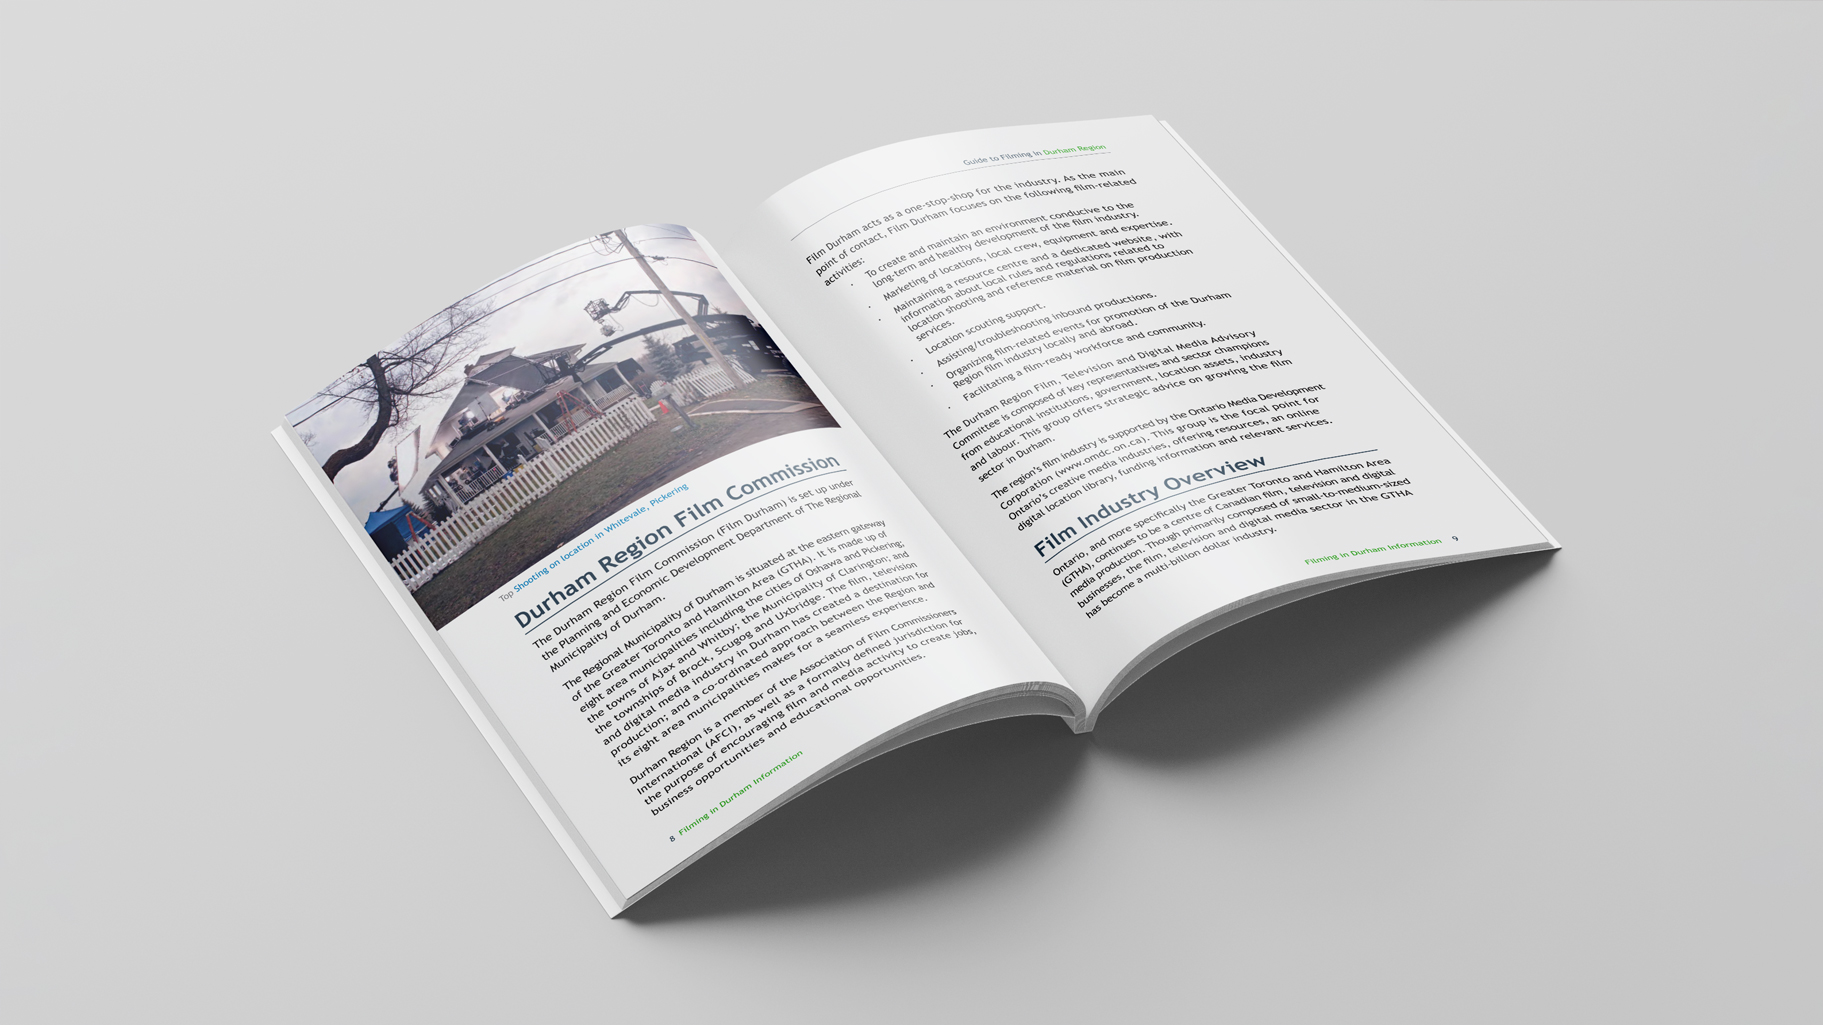 Top Shooting on location in Whitevale, Pickering
Durham Region Film Commission
The Durham Region Film Commission (Film Durham) is set up under
the Planning and Economic Development Department of The Regional
Municipality of Durham.
The Regional Municipality of Durham is situated at the eastern gateway
of the Greater Toronto and Hamilton Area (GTHA). It is made up of
eight area municipalities including the cities of Oshawa and Pickering;
the towns of Ajax and Whitby; the Municipality of Clarington; and
the townships of Brock, Scugog and Uxbridge. The film, television
and digital media industry in Durham has created a destination for
production; and a co-ordinated approach between the Region and
its eight area municipalities makes for a seamless experience.
Durham Region is a member of the Association of Film Commissioners
International (AFCI), as well as a formally defined jurisdiction for
the purpose of encouraging film and media activity to create jobs,
business opportunities and educational opportunities.
8 Filming in Durham Information
Guide to Filming in Durham Region
Film Durham acts as a one-stop-shop for the industry. As the main
point of contact, Film Durham focuses on the following film-related
activities:
· To create and maintain an environment conducive to the
long-term and healthy development of the film industry.
· Marketing of locations, local crew, equipment and expertise.
· Maintaining a resource centre and a dedicated website, with
information about local rules and regulations related to
location shooting and reference material on film production
services.
· Location scouting support.
· Assisting/troubleshooting inbound productions.
· Organizing film-related events for promotion of the Durham
Region film industry locally and abroad.
· Facilitating a film-ready workforce and community.
The Durham Region Film, Television and Digital Media Advisory
Committee is composed of key representatives and sector champions
from educational institutions, government, location assets, industry
and labour. This group offers strategic advice on growing the film
sector in Durham.
The region's film industry is supported by the Ontario Media Development
Corporation (www.omdc.on.ca). This group is the focal point for
Ontario's creative media industries, offering resources, an online
digital location library, funding information and relevant services.
Film Industry Overview
Ontario, and more specifically the Greater Toronto and Hamilton Area
(GTHA), continues to be a centre of Canadian film, television and digital
media production. Though primarily composed of small-to-medium-sized
businesses, the film, television and digital media sector in the GTHA
has become a multi-billion dollar industry.
Filming in Durham Information 9